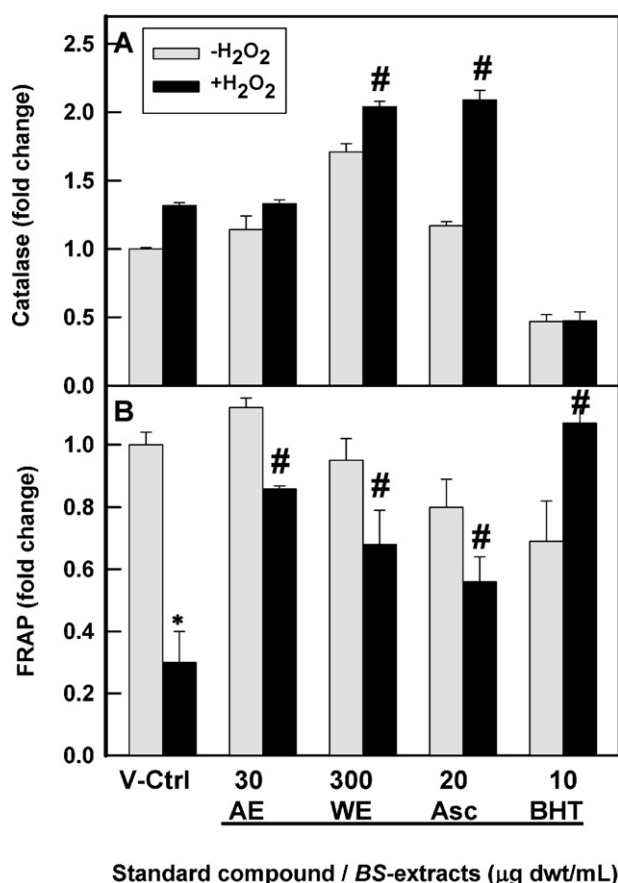 A
-H₂O₂
+H₂O₂
Catalase (fold change)
2.5
2.0
1.5
1.0
0.5
0.0
# #
B
FRAP (fold change)
1.0
0.8
0.6
0.4
0.2
0.0
* # # # #
V-Ctrl 30 300 20 10
AE WE Asc BHT
Standard compound / BS-extracts (µg dwt/mL)